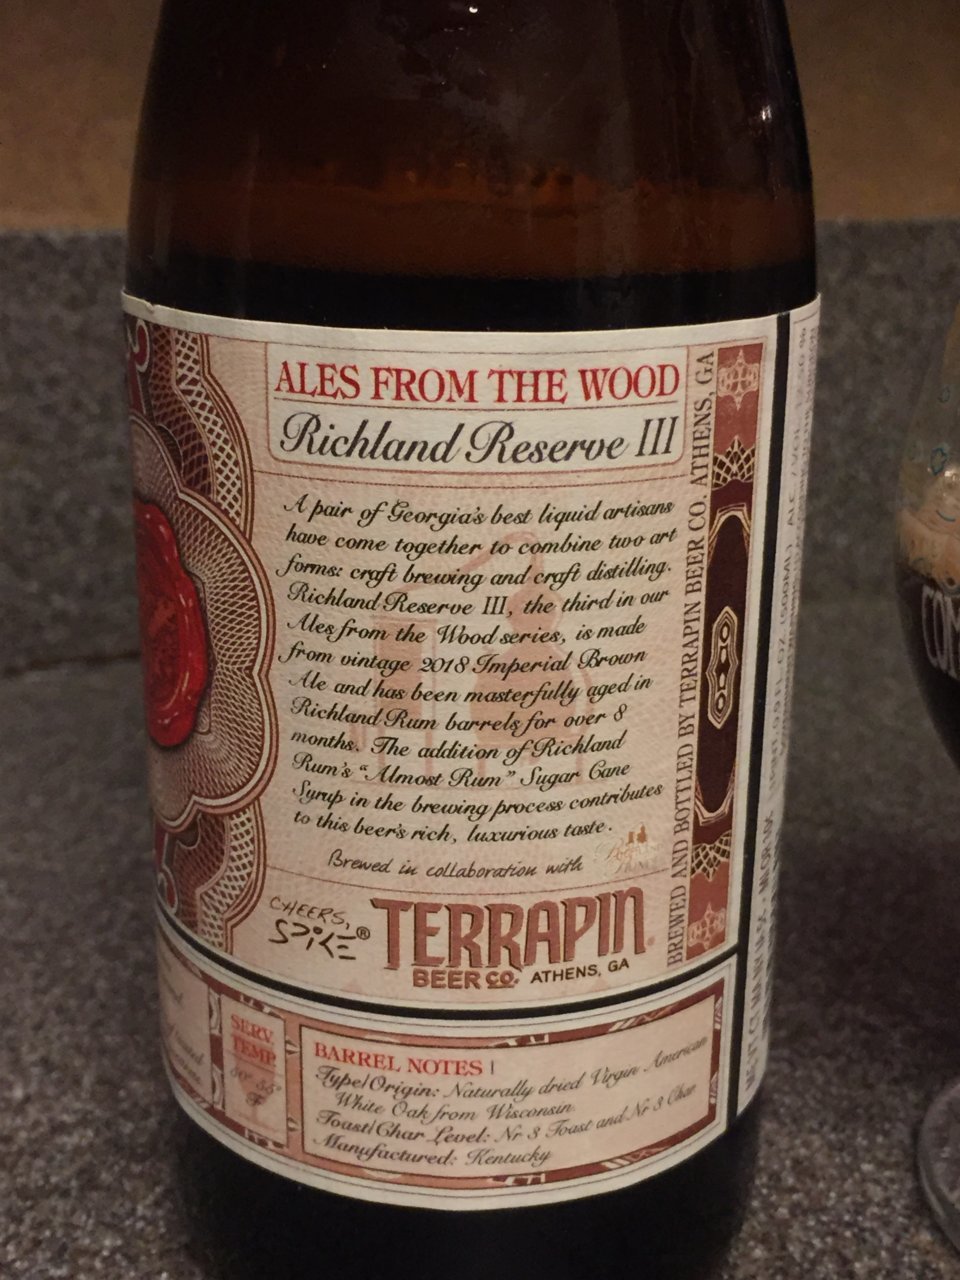 ALES FROM THE WOOD
Richland Reserve III
A pair of Georgia's best liquid artisans
have come together to combine two art
forms: craft brewing and craft distilling.
Richland Reserve III, the third in our
Ales from the Wood series, is made
from vintage 2018 Imperial Brown
Ale and has been masterfully aged in
Richland Rum barrels for over 8
months. The addition of Richland
Rum's "Almost Rum" Sugar Cane
Syrup in the brewing process contributes
to this beer's rich, luxurious taste.
Brewed in collaboration with
CHEERS,
SPIKE®
TERRAPIN
BEER CO. ATHENS, GA
BREWED AND BOTTLED BY TERRAPIN BEER CO. ATHENS, GA
SERV.
TEMP.
50° 55°
F
BARREL NOTES |
Type/Origin: Naturally dried Virgin American
White Oak from Wisconsin
Toast/Char Level: Nr 3 Toast and Nr 3 Char
Manufactured: Kentucky